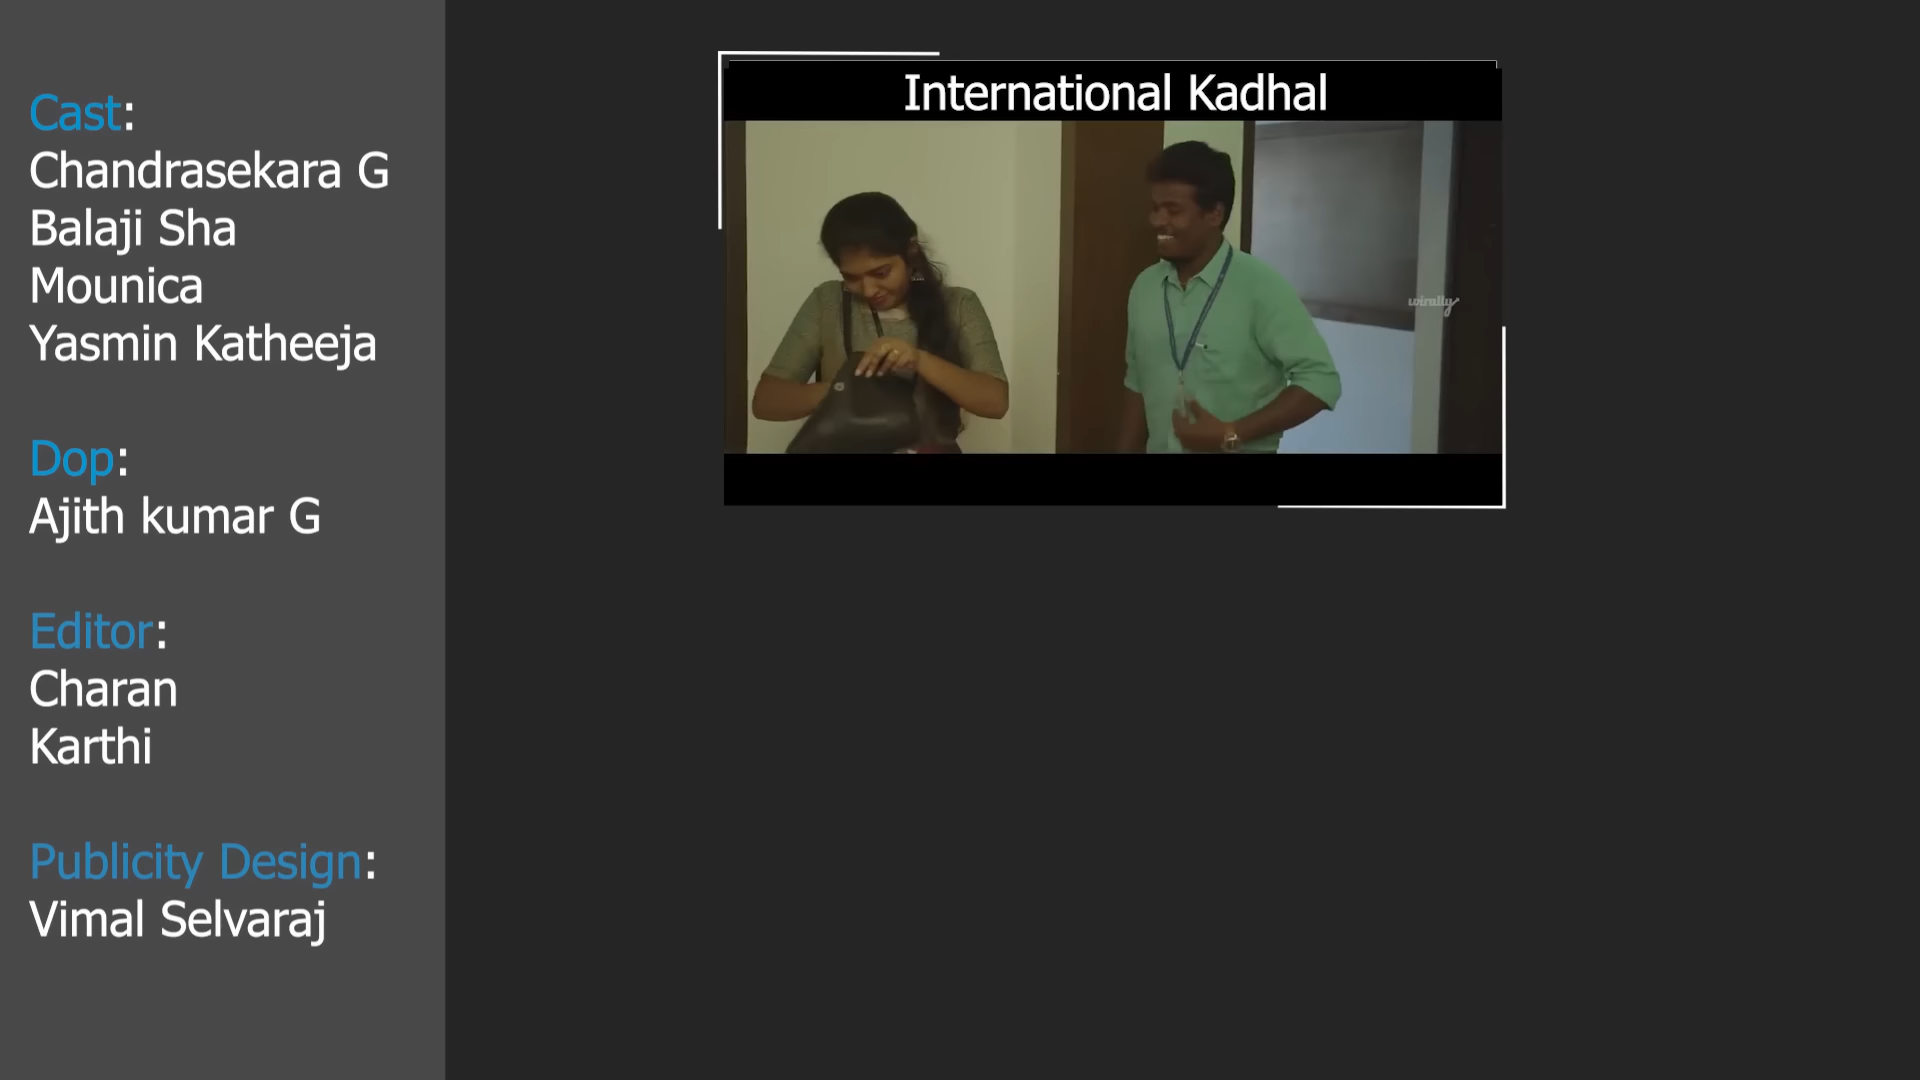 Cast:
Chandrasekara G
Balaji Sha
Mounica
Yasmin Katheeja
Dop:
Ajith kumar G
Editor:
Charan
Karthi
Publicity Design:
Vimal Selvaraj
International Kadhal
wirally